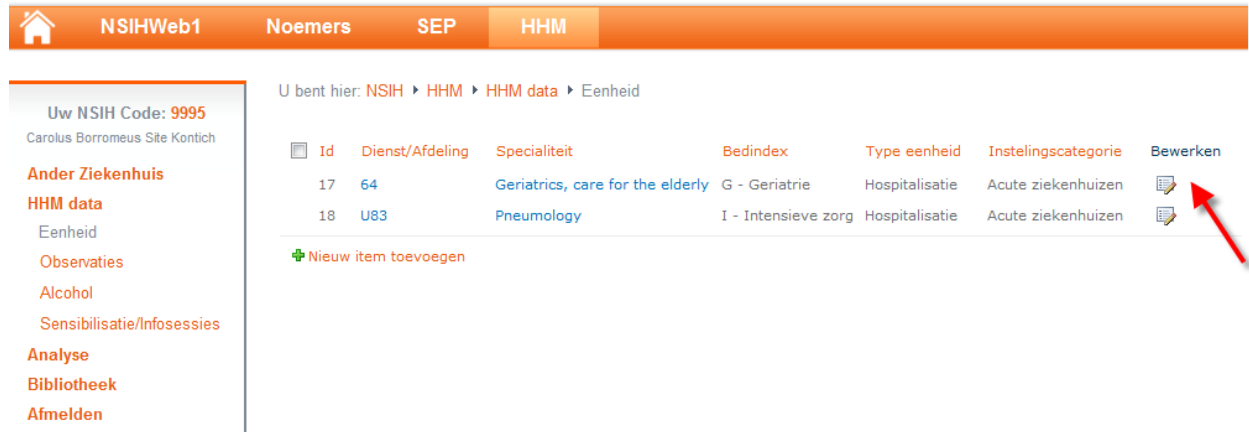 NSIHWeb1 Noemers SEP HHM
U bent hier: NSIH HHM HHM data Eenheid
Uw NSIH Code: 9995
Carolus Borromeus Site Kontich
Ander Ziekenhuis
HHM data
Eenheid
Observaties
Alcohol
Sensibilisatie/Infosessies
Analyse
Bibliotheek
Afmelden
Id Dienst/Afdeling Specialiteit Bedindex Type eenheid Instelingscategorie Bewerken
17 64 Geriatrics, care for the elderly G - Geriatrie Hospitalisatie Acute ziekenhuizen
18 U83 Pneumology I - Intensieve zorg Hospitalisatie Acute ziekenhuizen
Nieuw item toevoegen